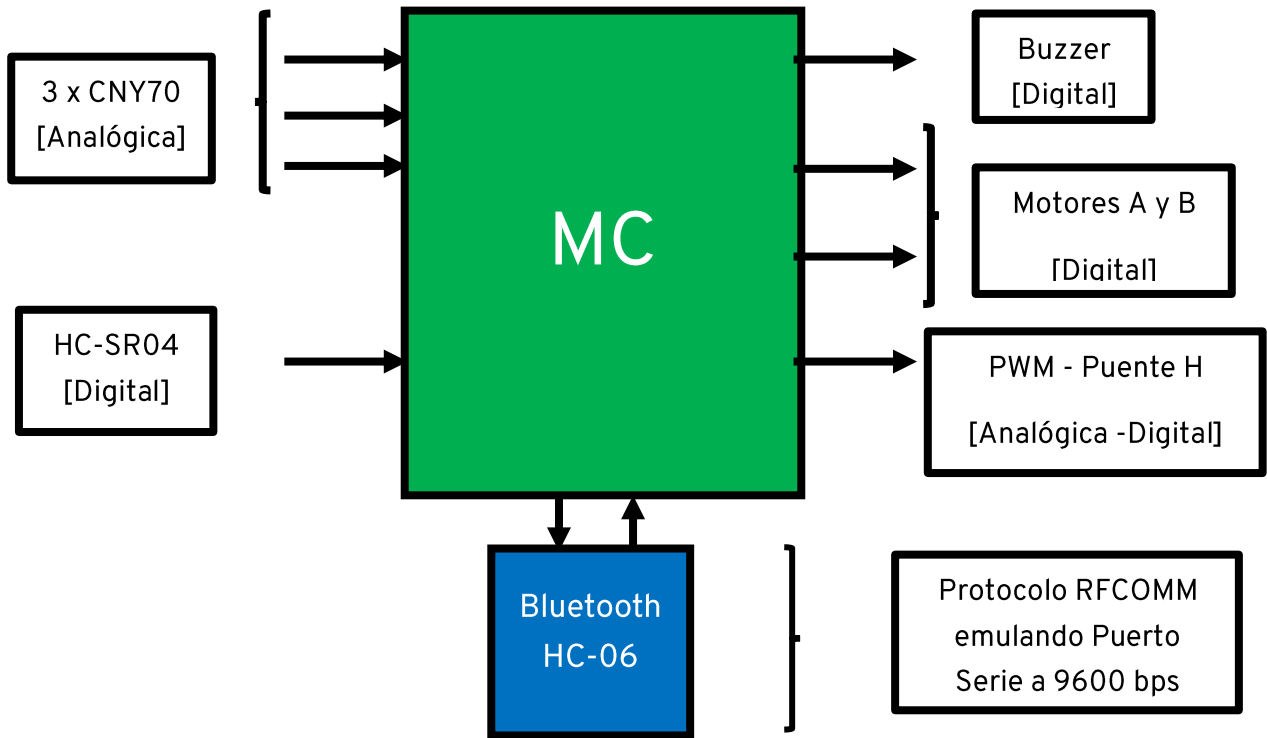 3 x CNY70
[Analógica]
HC-SR04
[Digital]
MC
Buzzer
[Digital]
Motores A y B
[Digital]
PWM - Puente H
[Analógica -Digital]
Bluetooth
HC-06
Protocolo RFCOMM
emulando Puerto
Serie a 9600 bps